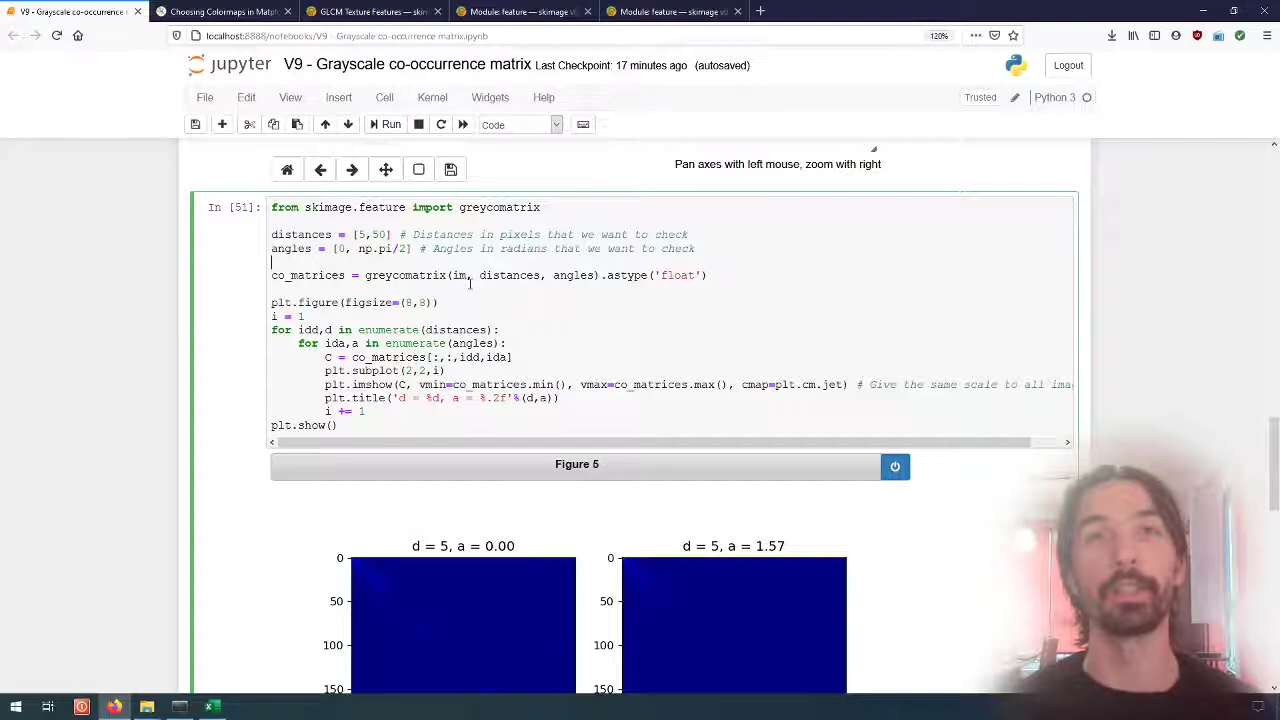 V9 - Grayscale co-occurrence
Choosing Colormaps in Matpl
GLCM Texture Features — skim
Module: feature — skimage v
Module: feature — skimage v
localhost:8888/notebooks/V9 - Grayscale co-occurrence matrix.ipynb
120%
jupyter V9 - Grayscale co-occurrence matrix Last Checkpoint: 17 minutes ago (autosaved)
Logout
File Edit View Insert Cell Kernel Widgets Help
Trusted
Python 3
Run
Code
Pan axes with left mouse, zoom with right
In [51]:
from skimage.feature import greycomatrix
distances = [5,50] # Distances in pixels that we want to check
angles = [0, np.pi/2] # Angles in radians that we want to check
co_matrices = greycomatrix(im, distances, angles).astype('float')
plt.figure(figsize=(8,8))
i = 1
for idd,d in enumerate(distances):
for ida,a in enumerate(angles):
C = co_matrices[:,:,idd,ida]
plt.subplot(2,2,i)
plt.imshow(C, vmin=co_matrices.min(), vmax=co_matrices.max(), cmap=plt.cm.jet) # Give the same scale to all ima
plt.title('d = %d, a = %.2f'%(d,a))
i += 1
plt.show()
Figure 5
d = 5, a = 0.00
d = 5, a = 1.57
0
50
100
150
0
50
100
150